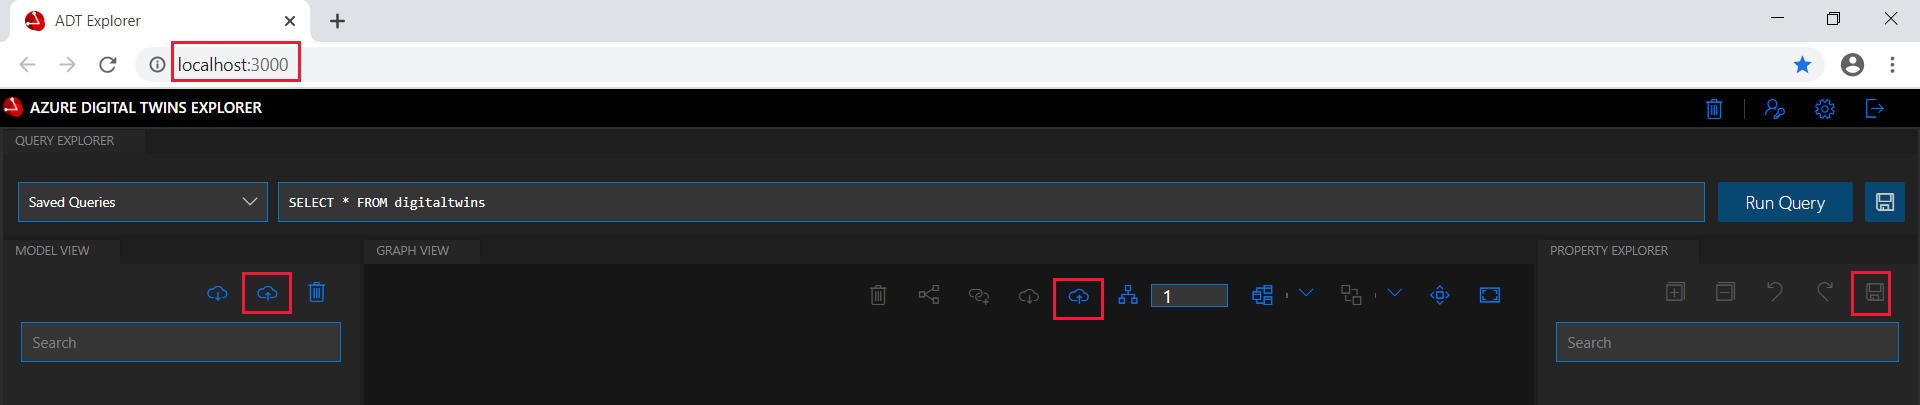 ADT Explorer
localhost:3000
AZURE DIGITAL TWINS EXPLORER
QUERY EXPLORER
Saved Queries
SELECT * FROM digitaltwins
Run Query
MODEL VIEW
GRAPH VIEW
PROPERTY EXPLORER
1
Search
Search